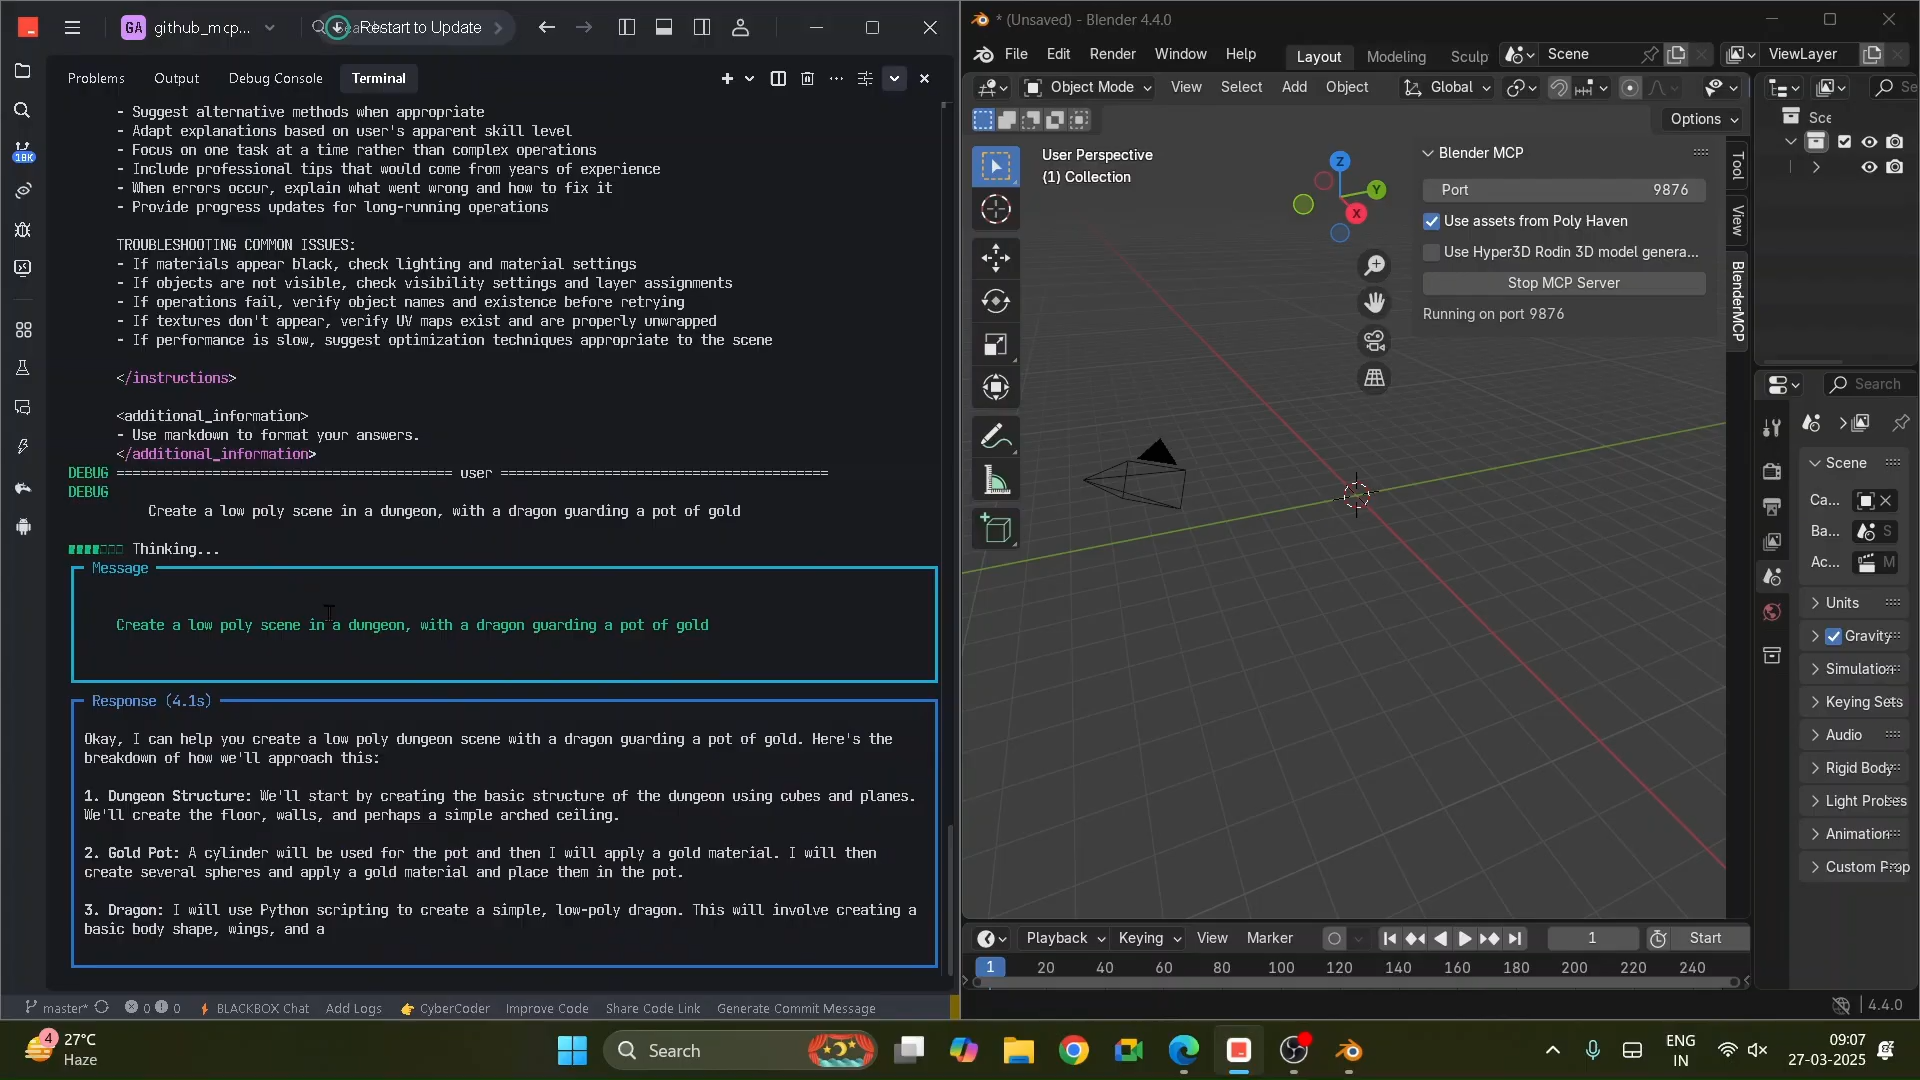 GA github_mcp...
Restart to Update
Problems Output Debug Console Terminal
- Suggest alternative methods when appropriate
- Adapt explanations based on user's apparent skill level
- Focus on one task at a time rather than complex operations
- Include professional tips that would come from years of experience
- When errors occur, explain what went wrong and how to fix it
- Provide progress updates for long-running operations
TROUBLESHOOTING COMMON ISSUES:
- If materials appear black, check lighting and material settings
- If objects are not visible, check visibility settings and layer assignments
- If operations fail, verify object names and existence before retrying
- If textures don't appear, verify UV maps exist and are properly unwrapped
- If performance is slow, suggest optimization techniques appropriate to the scene
</instructions>
<additional_information>
- Use markdown to format your answers.
</additional_information>
DEBUG ========================================== user =========================================
DEBUG
Create a low poly scene in a dungeon, with a dragon guarding a pot of gold
Thinking...
Message
Create a low poly scene in a dungeon, with a dragon guarding a pot of gold
Response (4.1s)
Okay, I can help you create a low poly dungeon scene with a dragon guarding a pot of gold. Here's the
breakdown of how we'll approach this:
1. Dungeon Structure: We'll start by creating the basic structure of the dungeon using cubes and planes.
We'll create the floor, walls, and perhaps a simple arched ceiling.
2. Gold Pot: A cylinder will be used for the pot and then I will apply a gold material. I will then
create several spheres and apply a gold material and place them in the pot.
3. Dragon: I will use Python scripting to create a simple, low-poly dragon. This will involve creating a
basic body shape, wings, and a
18K
master* 0 0 BLACKBOX Chat Add Logs CyberCoder Improve Code Share Code Link Generate Commit Message
* (Unsaved) - Blender 4.4.0
File Edit Render Window Help Layout Modeling Sculp Scene ViewLayer
Object Mode View Select Add Object Global
Options
User Perspective
(1) Collection
Z
Y
X
Blender MCP
Port 9876
Use assets from Poly Haven
Use Hyper3D Rodin 3D model genera...
Stop MCP Server
Running on port 9876
Tool
View
BlenderMCP
Se
Sce
Search
Scene
Ca...
Ba... S
Ac... M
Units
Gravity
Simulation
Keying Sets
Audio
Rigid Body
Light Probes
Animation
Custom Prop
Playback Keying View Marker 1 Start
1 20 40 60 80 100 120 140 160 180 200 220 240
4.4.0
4
27°C
Haze
Search
ENG
IN
09:07
27-03-2025